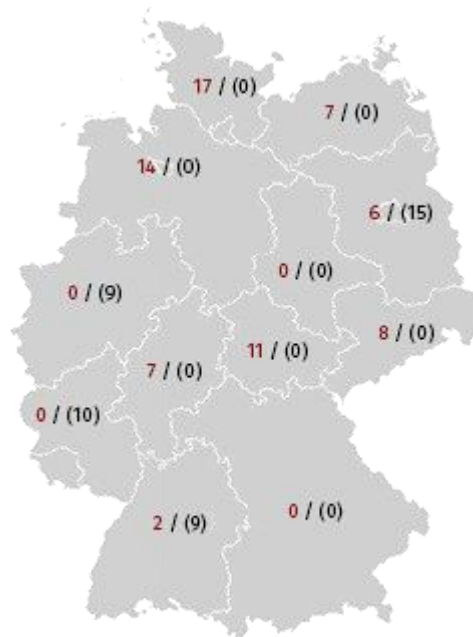 17 / (0)
7 / (0)
14 / (0)
6 / (15)
0 / (0)
0 / (9)
8 / (0)
11 / (0)
7 / (0)
0 / (10)
0 / (0)
2 / (9)